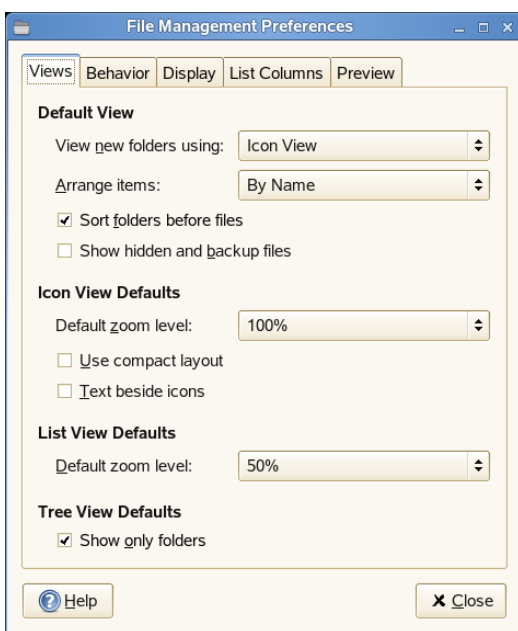 File Management Preferences
Views Behavior Display List Columns Preview
Default View
View new folders using: Icon View
Arrange items: By Name
Sort folders before files
Show hidden and backup files
Icon View Defaults
Default zoom level: 100%
Use compact layout
Text beside icons
List View Defaults
Default zoom level: 50%
Tree View Defaults
Show only folders
Help Close